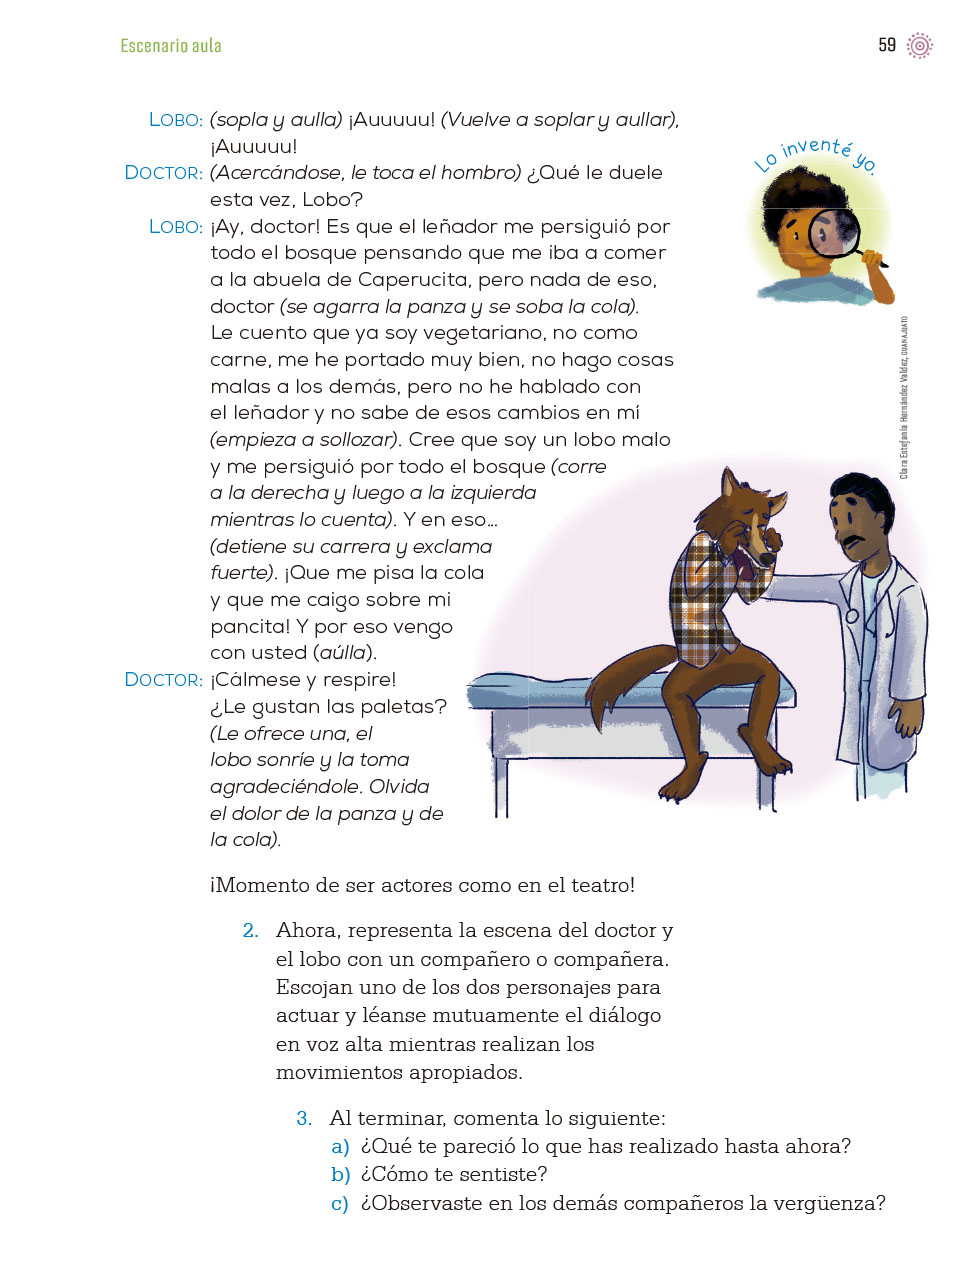 Escenario aula
59
LOBO: (sopla y aulla) ¡Auuuuu! (Vuelve a soplar y aullar),
¡Auuuuu!
DOCTOR: (Acercándose, le toca el hombro) ¿Qué le duele
esta vez, Lobo?
LOBO: ¡Ay, doctor! Es que el leñador me persiguió por
todo el bosque pensando que me iba a comer
a la abuela de Caperucita, pero nada de eso,
doctor (se agarra la panza y se soba la cola).
Le cuento que ya soy vegetariano, no como
carne, me he portado muy bien, no hago cosas
malas a los demás, pero no he hablado con
el leñador y no sabe de esos cambios en mí
(empieza a sollozar). Cree que soy un lobo malo
y me persiguió por todo el bosque (corre
a la derecha y luego a la izquierda
mientras lo cuenta). Y en eso...
(detiene su carrera y exclama
fuerte). ¡Que me pisa la cola
y que me caigo sobre mi
pancita! Y por eso vengo
con usted (aúlla).
DOCTOR: ¡Cálmese y respire!
¿Le gustan las paletas?
(Le ofrece una, el
lobo sonríe y la toma
agradeciéndole. Olvida
el dolor de la panza y de
la cola).
Lo inventé yo.
Clara Estefanía Hernández Valdez, GUANAJUATO
¡Momento de ser actores como en el teatro!
2. Ahora, representa la escena del doctor y
el lobo con un compañero o compañera.
Escojan uno de los dos personajes para
actuar y léanse mutuamente el diálogo
en voz alta mientras realizan los
movimientos apropiados.
3. Al terminar, comenta lo siguiente:
a) ¿Qué te pareció lo que has realizado hasta ahora?
b) ¿Cómo te sentiste?
c) ¿Observaste en los demás compañeros la vergüenza?